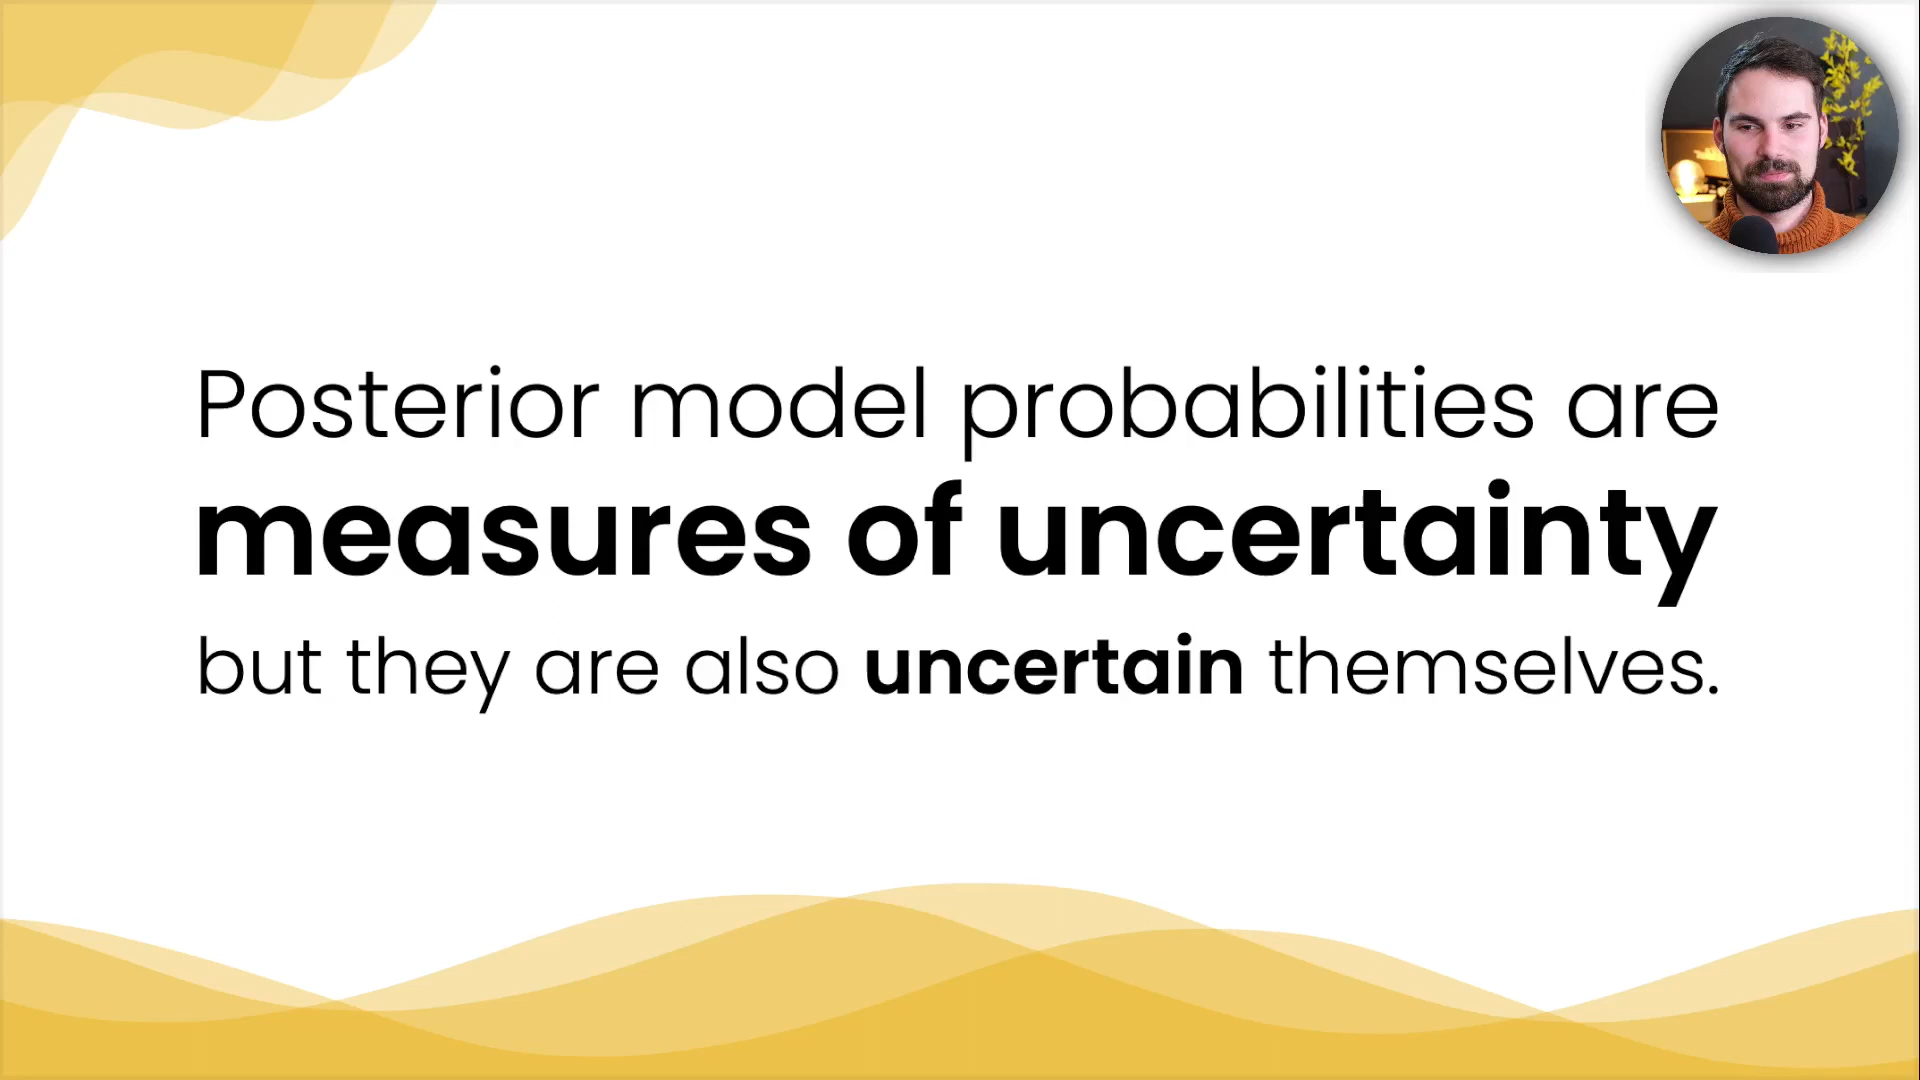 Posterior model probabilities are
measures of uncertainty
but they are also uncertain themselves.